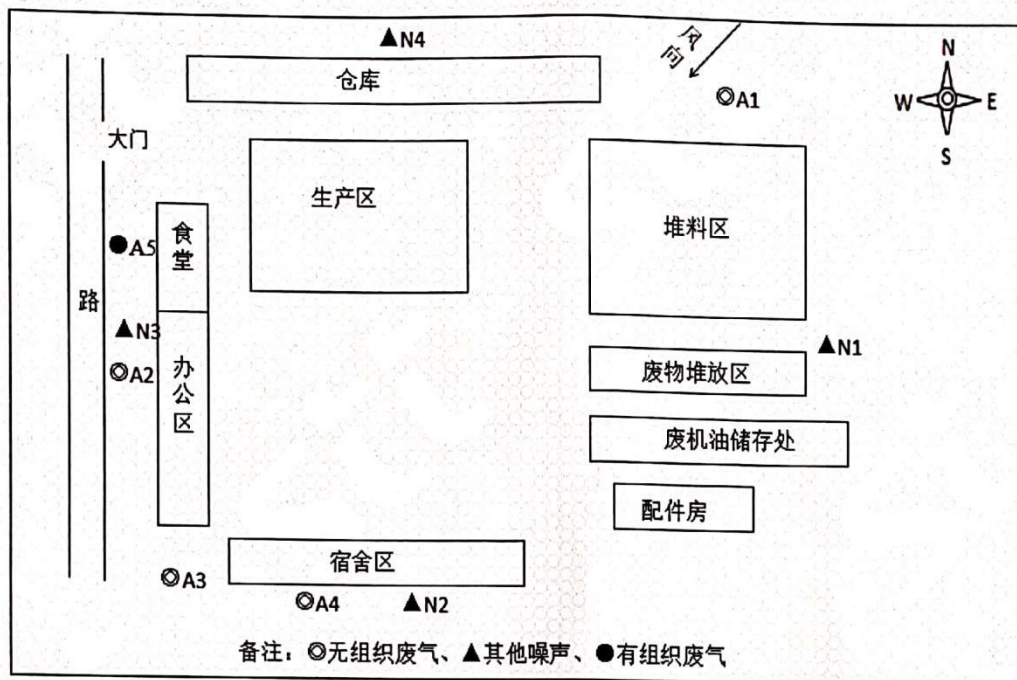 ▲N4
风向
仓库
◎A1
N
W E
S
大门
生产区
堆料区
食堂
●A5
路
▲N3
▲N1
◎A2
办公区
废物堆放区
废机油储存处
配件房
宿舍区
◎A3
◎A4
▲N2
备注：◎无组织废气、▲其他噪声、●有组织废气